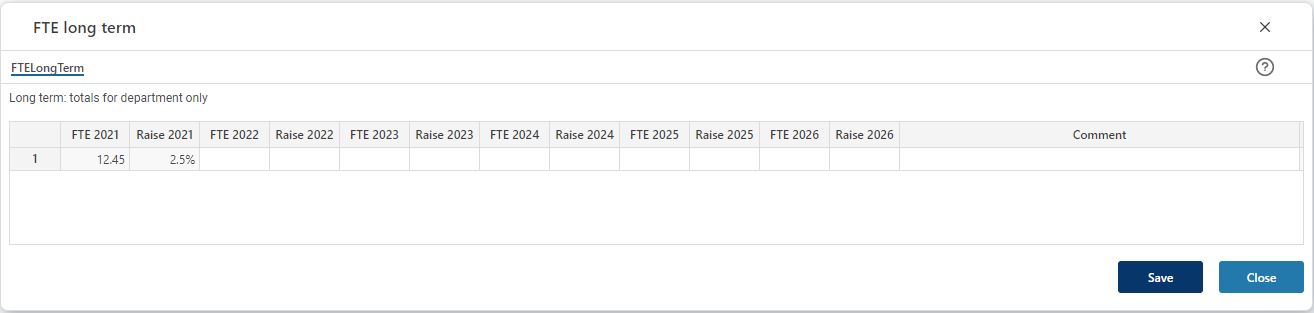 FTE long term
FTELongTerm
Long term: totals for department only
FTE 2021 Raise 2021 FTE 2022 Raise 2022 FTE 2023 Raise 2023 FTE 2024 Raise 2024 FTE 2025 Raise 2025 FTE 2026 Raise 2026 Comment
1 12.45 2.5%
Save Close